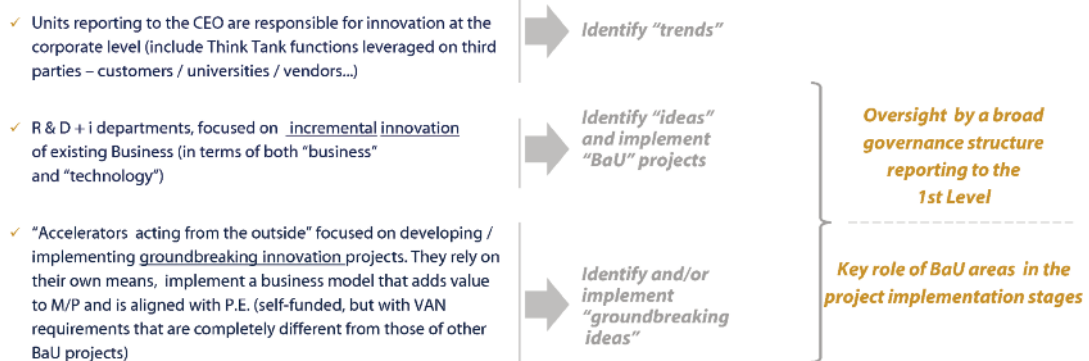 ✓ Units reporting to the CEO are responsible for innovation at the
corporate level (include Think Tank functions leveraged on third
parties – customers / universities / vendors...)
Identify “trends”
✓ R & D + i departments, focused on incremental innovation
of existing Business (in terms of both “business”
and “technology”)
Identify “ideas”
and implement
“BaU” projects
✓ “Accelerators acting from the outside” focused on developing /
implementing groundbreaking innovation projects. They rely on
their own means, implement a business model that adds value
to M/P and is aligned with P.E. (self-funded, but with VAN
requirements that are completely different from those of other
BaU projects)
Identify and/or
implement
“groundbreaking
ideas”
Oversight by a broad
governance structure
reporting to the
1st Level
Key role of BaU areas in the
project implementation stages